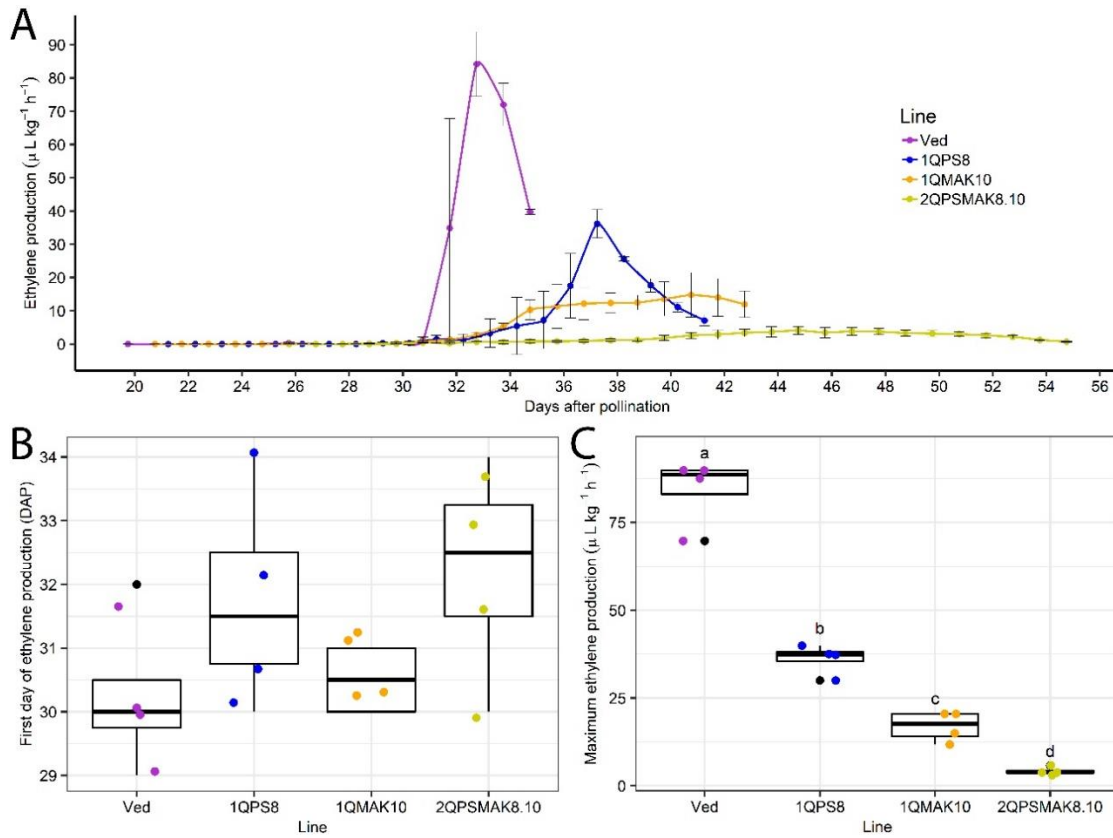 A
Ethylene production (µ L kg⁻¹ h⁻¹)
90
80
70
60
50
40
30
20
10
0
20 22 24 26 28 30 32 34 36 38 40 42 44 46 48 50 52 54 56
Days after pollination
Line
Ved
1QPS8
1QMAK10
2QPSMAK8.10
B
First day of ethylene production (DAP)
34
33
32
31
30
29
Ved 1QPS8 1QMAK10 2QPSMAK8.10
Line
C
Maximum ethylene production (µ L kg⁻¹ h⁻¹)
75
50
25
0
a
b
c
d
Ved 1QPS8 1QMAK10 2QPSMAK8.10
Line